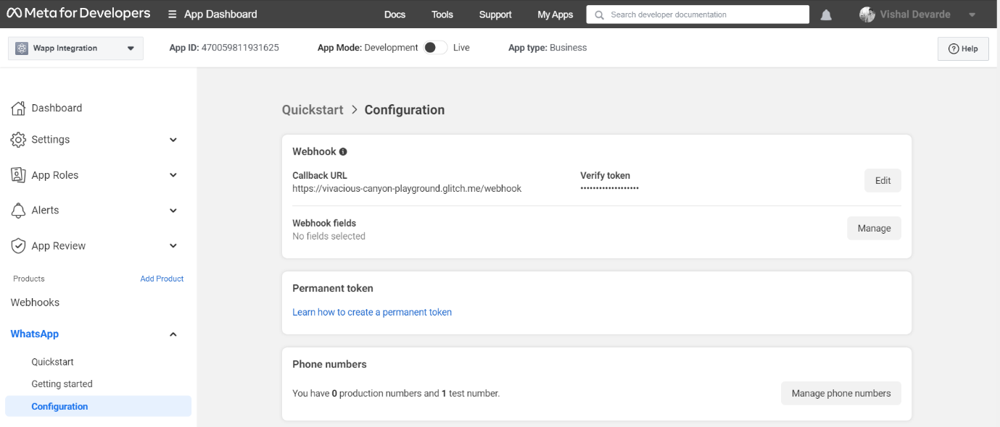 Meta for Developers App Dashboard Docs Tools Support My Apps Search developer documentation Vishal Devarde
Wapp Integration App ID: 470059811931625 App Mode: Development Live App type: Business Help
Dashboard
Settings
App Roles
Alerts
App Review
Products Add Product
Webhooks
WhatsApp
Quickstart
Getting started
Configuration
Quickstart > Configuration
Webhook
Callback URL Verify token
https://vivacious-canyon-playground.glitch.me/webhook •••••••••••••••••••
Edit
Webhook fields
No fields selected
Manage
Permanent token
Learn how to create a permanent token
Phone numbers
You have 0 production numbers and 1 test number.
Manage phone numbers